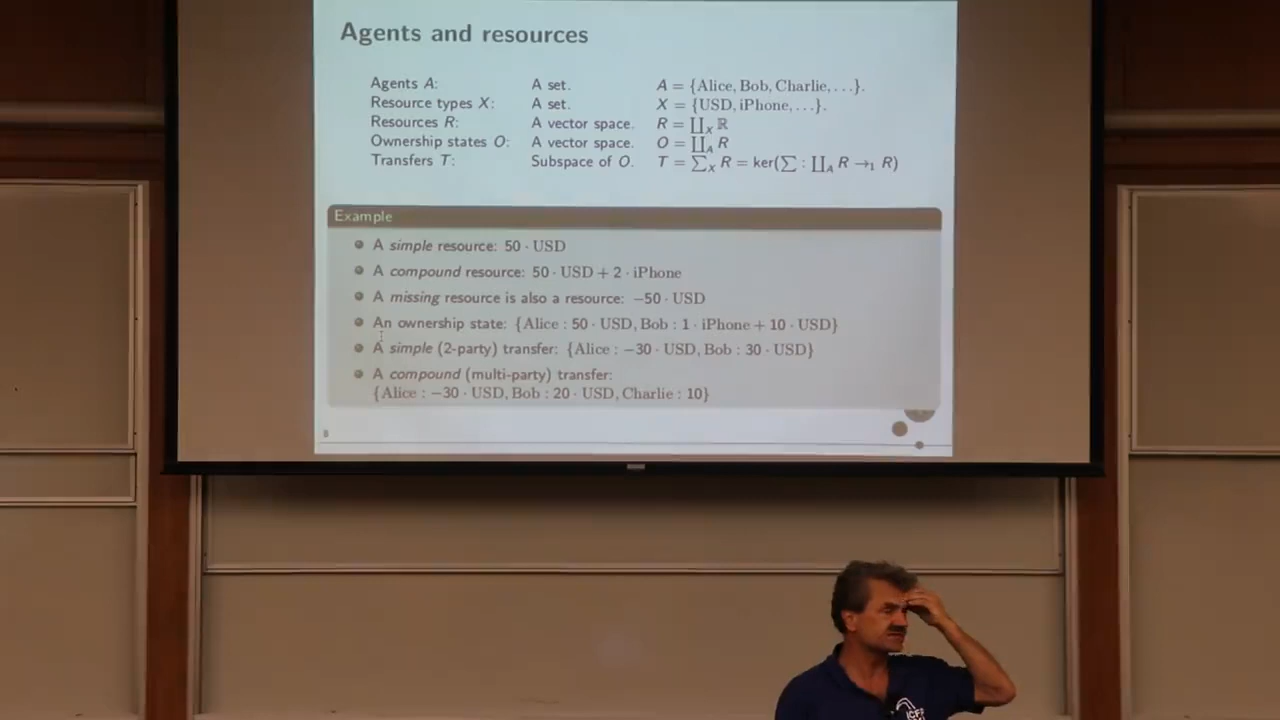 Agents and resources
Agents A: A set. A = {Alice, Bob, Charlie, ...}.
Resource types X: A set. X = {USD, iPhone, ...}.
Resources R: A vector space. R = ∐_X ℝ
Ownership states O: A vector space. O = ∐_A R
Transfers T: Subspace of O. T = ∑_X R = ker(∑ : ∐_A R →₁ R)
Example
A simple resource: 50 · USD
A compound resource: 50 · USD + 2 · iPhone
A missing resource is also a resource: −50 · USD
An ownership state: {Alice : 50 · USD, Bob : 1 · iPhone + 10 · USD}
A simple (2-party) transfer: {Alice : −30 · USD, Bob : 30 · USD}
A compound (multi-party) transfer:
{Alice : −30 · USD, Bob : 20 · USD, Charlie : 10}